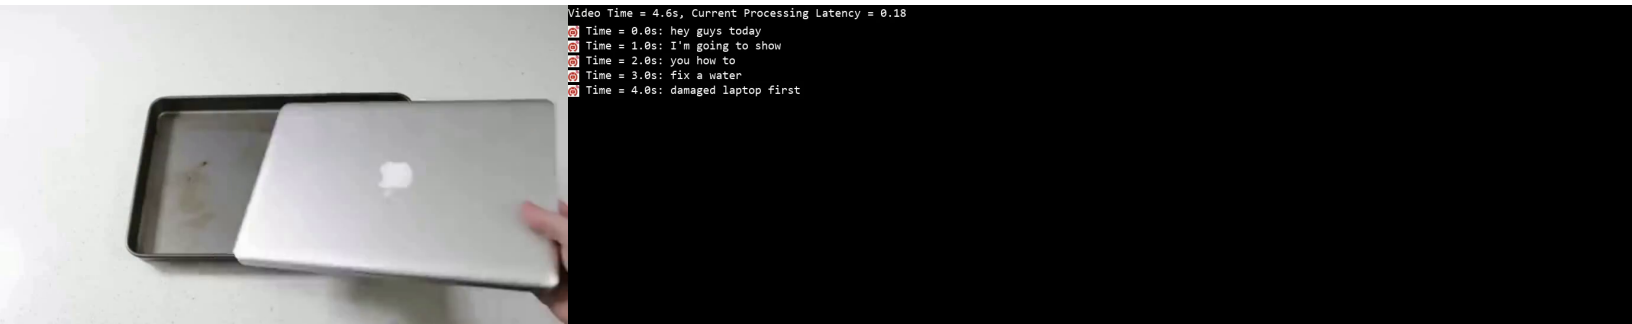 Video Time = 4.6s, Current Processing Latency = 0.18
Time = 0.0s: hey guys today
Time = 1.0s: I'm going to show
Time = 2.0s: you how to
Time = 3.0s: fix a water
Time = 4.0s: damaged laptop first